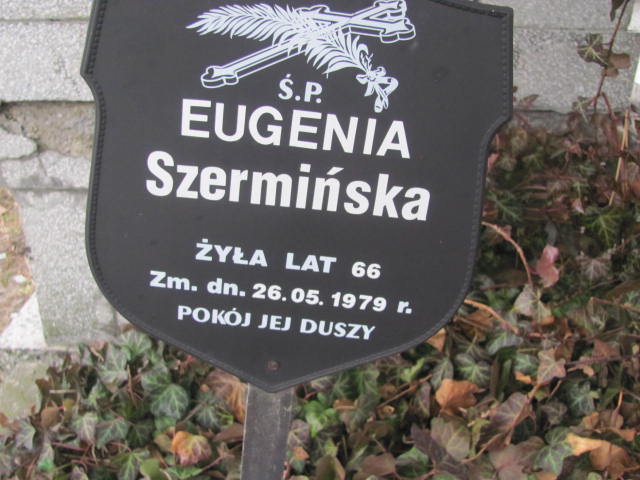 Ś.P.
EUGENIA
Szermińska
ŻYŁA LAT 66
Zm. dn. 26.05.1979 r.
POKÓJ JEJ DUSZY